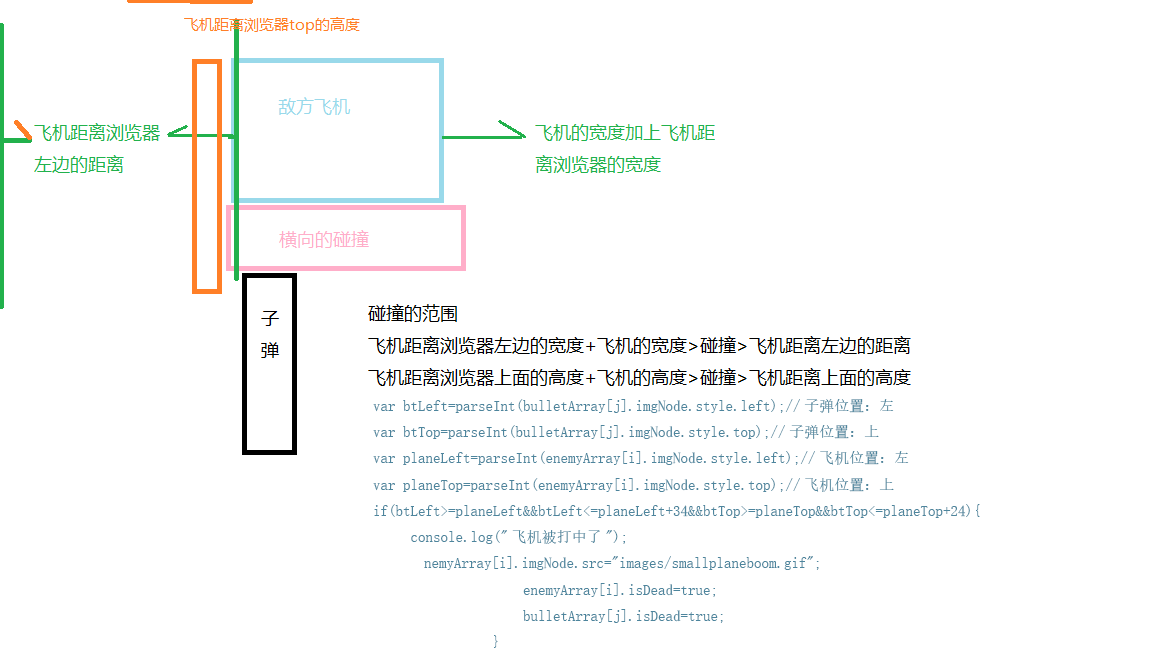 飞机距离浏览器top的高度
敌方飞机
飞机距离浏览器
左边的距离
飞机的宽度加上飞机距
离浏览器的宽度
横向的碰撞
子
弹
碰撞的范围
飞机距离浏览器左边的宽度+飞机的宽度>碰撞>飞机距离左边的距离
飞机距离浏览器上面的高度+飞机的高度>碰撞>飞机距离上面的高度
var btLeft=parseInt(bulletArray[j].imgNode.style.left);//子弹位置：左
var btTop=parseInt(bulletArray[j].imgNode.style.top);//子弹位置：上
var planeLeft=parseInt(enemyArray[i].imgNode.style.left);//飞机位置：左
var planeTop=parseInt(enemyArray[i].imgNode.style.top);//飞机位置：上
if(btLeft>=planeLeft&&btLeft<=planeLeft+34&&btTop>=planeTop&&btTop<=planeTop+24){
console.log("飞机被打中了");
nemyArray[i].imgNode.src="images/smallplaneboom.gif";
enemyArray[i].isDead=true;
bulletArray[j].isDead=true;
}